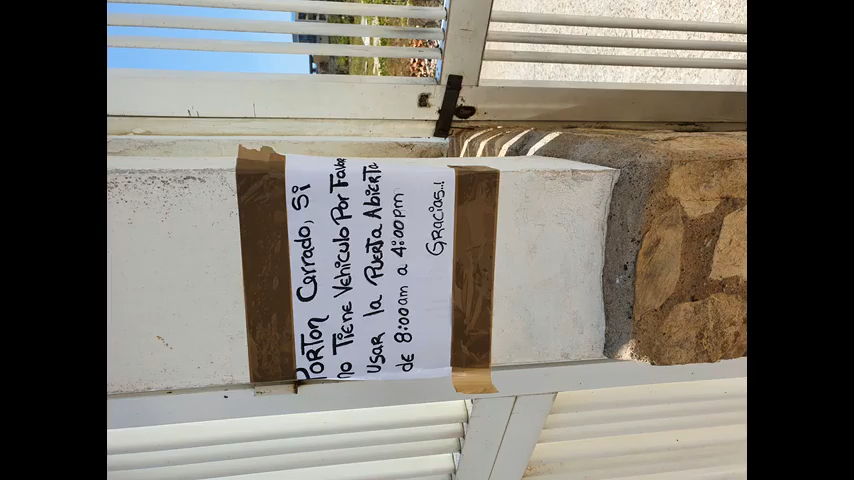 PORTON Cerrado, Si
no Tiene Vehiculo Por Favor
usar la Puerta Abierta
de 8:00am a 4:00pm
Gracias..!